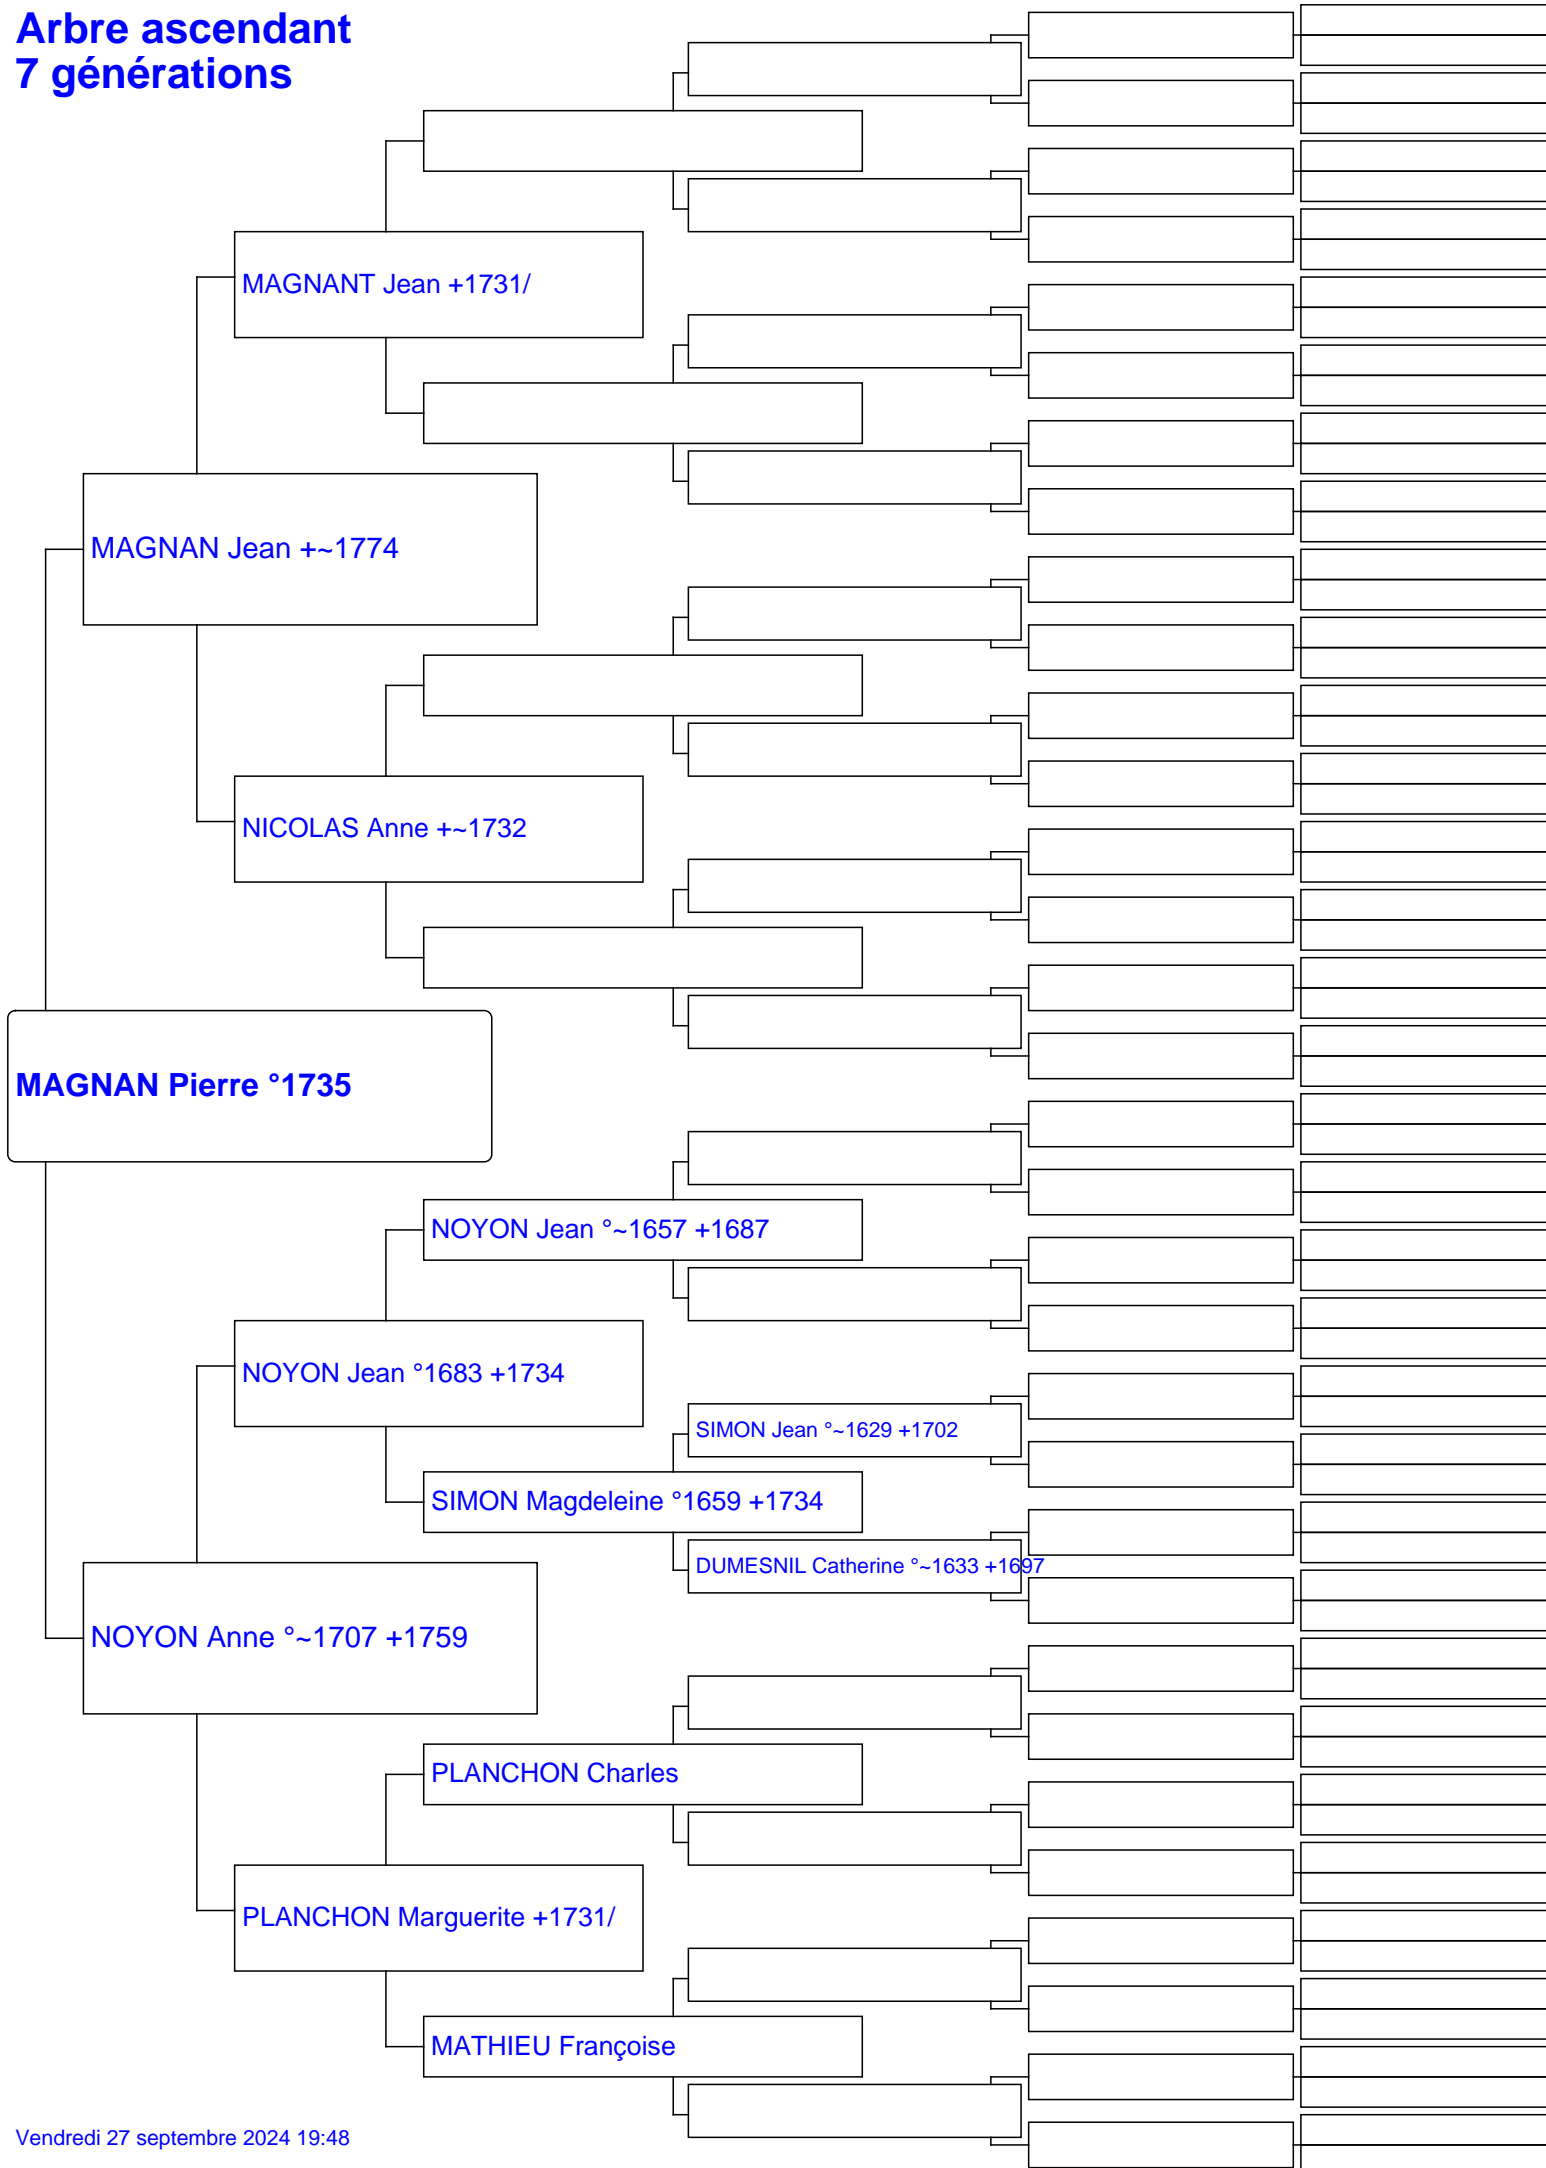 Arbre ascendant
7 générations
MAGNANT Jean +1731/
MAGNAN Jean +~1774
NICOLAS Anne +~1732
MAGNAN Pierre °1735
NOYON Jean °~1657 +1687
NOYON Jean °1683 +1734
SIMON Jean °~1629 +1702
SIMON Magdeleine °1659 +1734
DUMESNIL Catherine °~1633 +1697
NOYON Anne °~1707 +1759
PLANCHON Charles
PLANCHON Marguerite +1731/
MATHIEU Françoise
Vendredi 27 septembre 2024 19:48